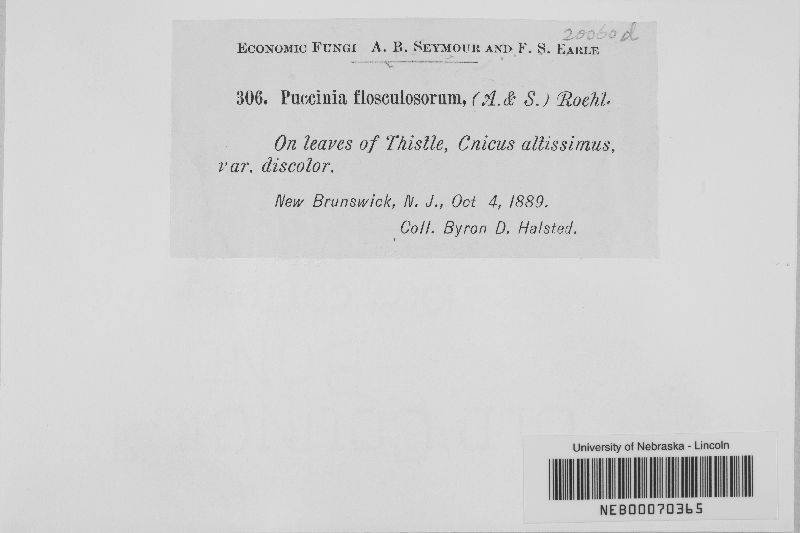 20060d
Economic Fungi A. B. Seymour and F. S. Earle
306. Puccinia flosculosorum, (A. & S.) Roehl.
On leaves of Thistle, Cnicus altissimus,
var. discolor.
New Brunswick, N. J., Oct 4, 1889.
Coll. Byron D. Halsted.
University of Nebraska - Lincoln
NEB00070365